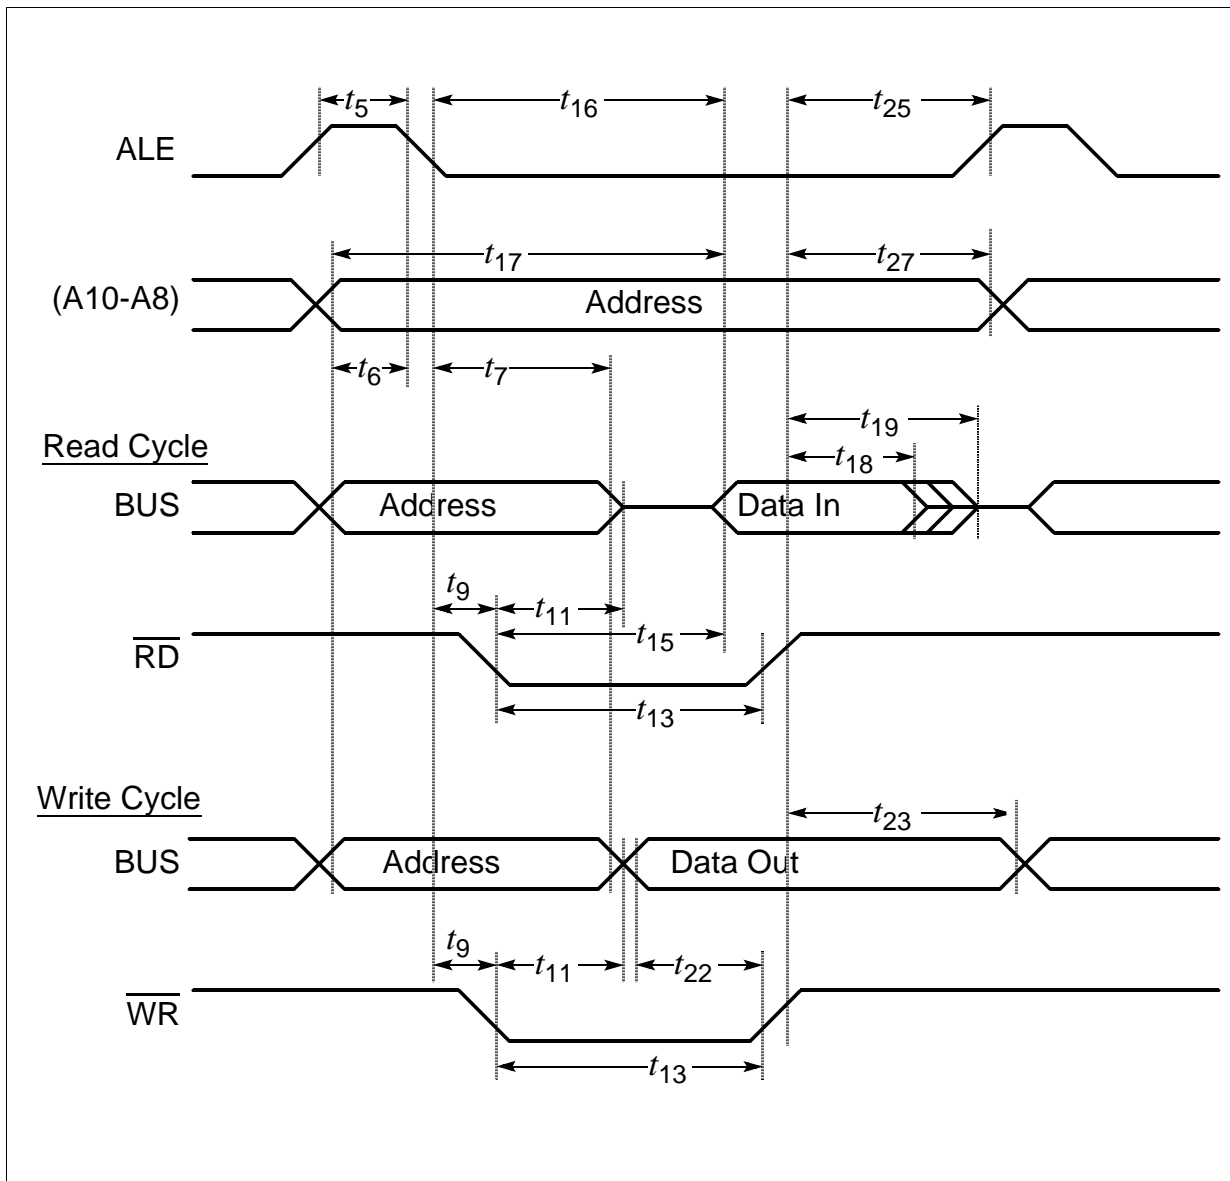 t5
t16
t25
ALE
t17
t27
(A10-A8)
Address
t6
t7
t19
Read Cycle
t18
BUS
Address
Data In
t9
t11
t15
RD
t13
Write Cycle
t23
BUS
Address
Data Out
t9
t11
t22
WR
t13